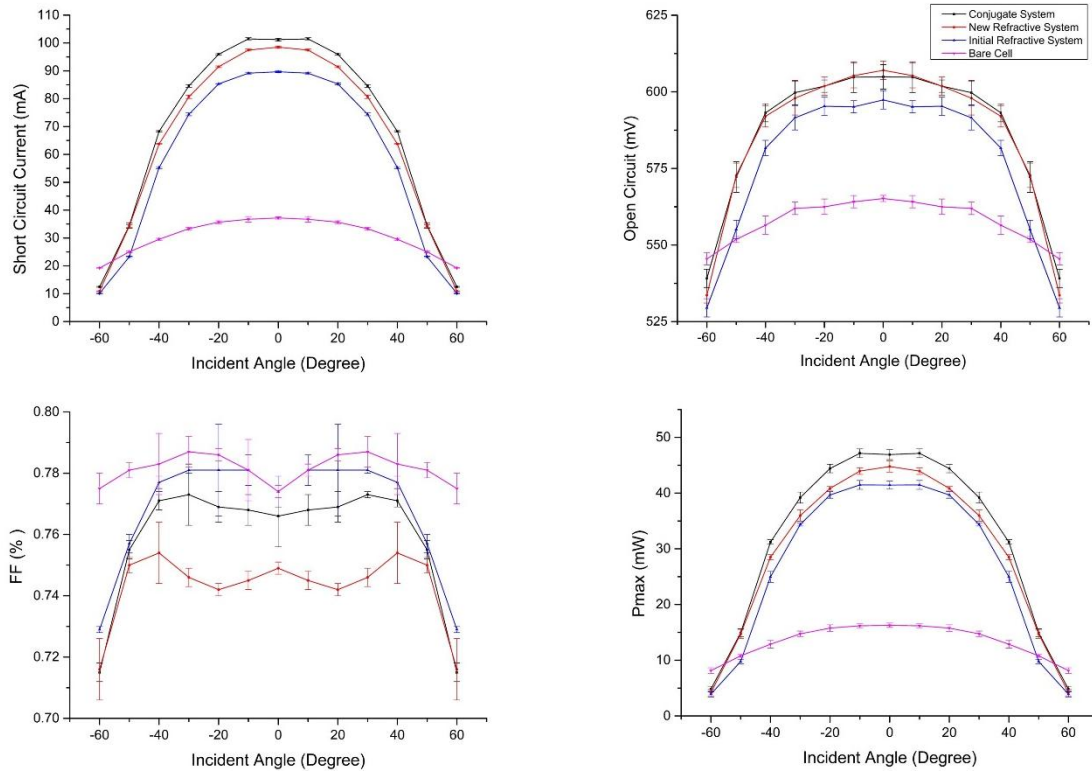 110
100
90
80
70
60
50
40
30
20
10
0
Short Circuit Current (mA)
-60 -40 -20 0 20 40 60
Incident Angle (Degree)
Conjugate System
New Refractive System
Initial Refractive System
Bare Cell
625
600
575
550
525
Open Circuit (mV)
-60 -40 -20 0 20 40 60
Incident Angle (Degree)
0.80
0.78
0.76
0.74
0.72
0.70
FF (%)
-60 -40 -20 0 20 40 60
Incident Angle (Degree)
50
40
30
20
10
0
Pmax (mW)
-60 -40 -20 0 20 40 60
Incident Angle (Degree)